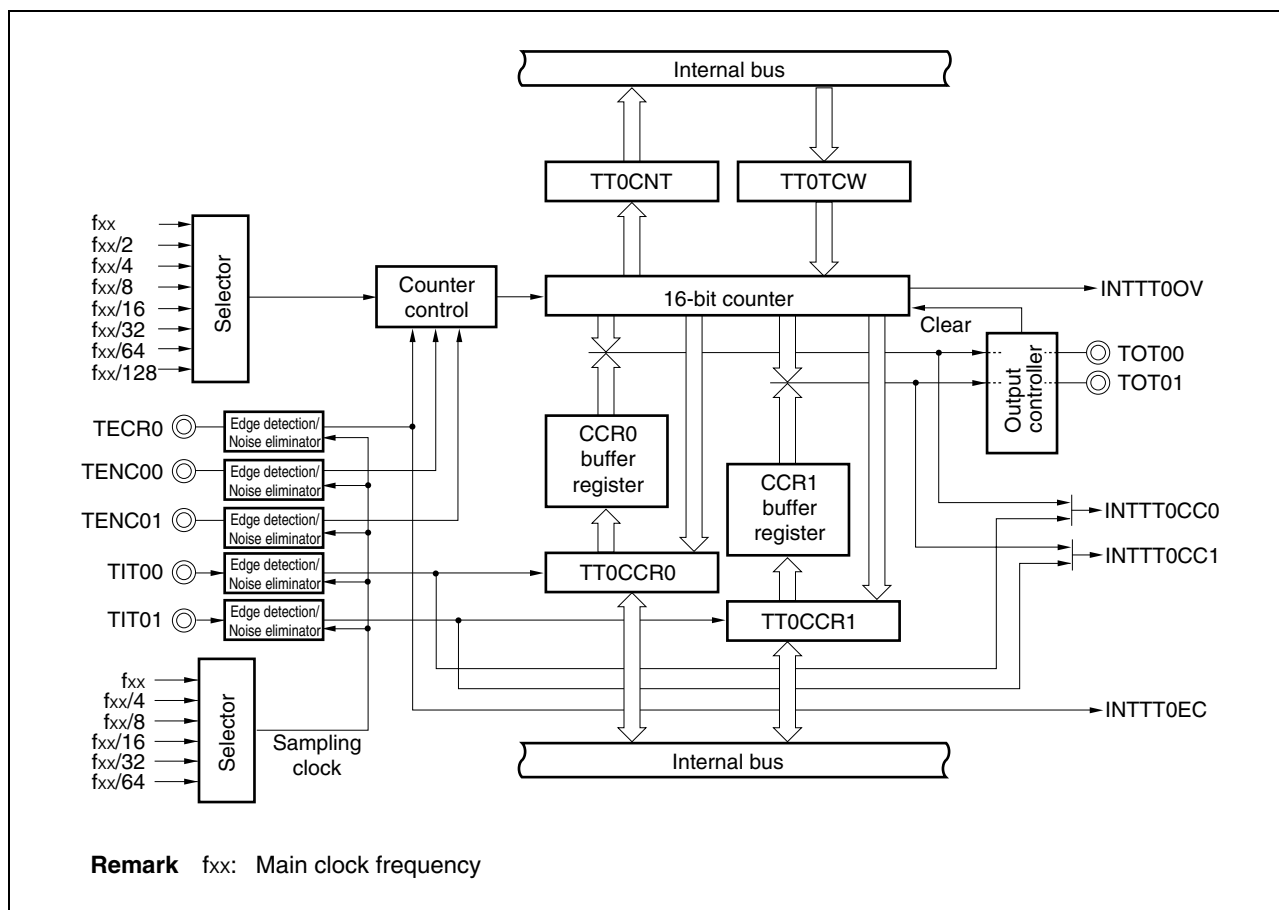 Internal bus
TT0CNT
TT0TCW
fxx
fxx/2
fxx/4
fxx/8
fxx/16
fxx/32
fxx/64
fxx/128
Selector
Counter
control
16-bit counter
INTTT0OV
Clear
TOT00
TOT01
Output
controller
TECR0
Edge detection/
Noise eliminator
TENC00
Edge detection/
Noise eliminator
TENC01
Edge detection/
Noise eliminator
TIT00
Edge detection/
Noise eliminator
TIT01
Edge detection/
Noise eliminator
CCR0
buffer
register
CCR1
buffer
register
INTTT0CC0
INTTT0CC1
TT0CCR0
TT0CCR1
fxx
fxx/4
fxx/8
fxx/16
fxx/32
fxx/64
Selector
Sampling
clock
INTTT0EC
Internal bus
Remark fxx: Main clock frequency